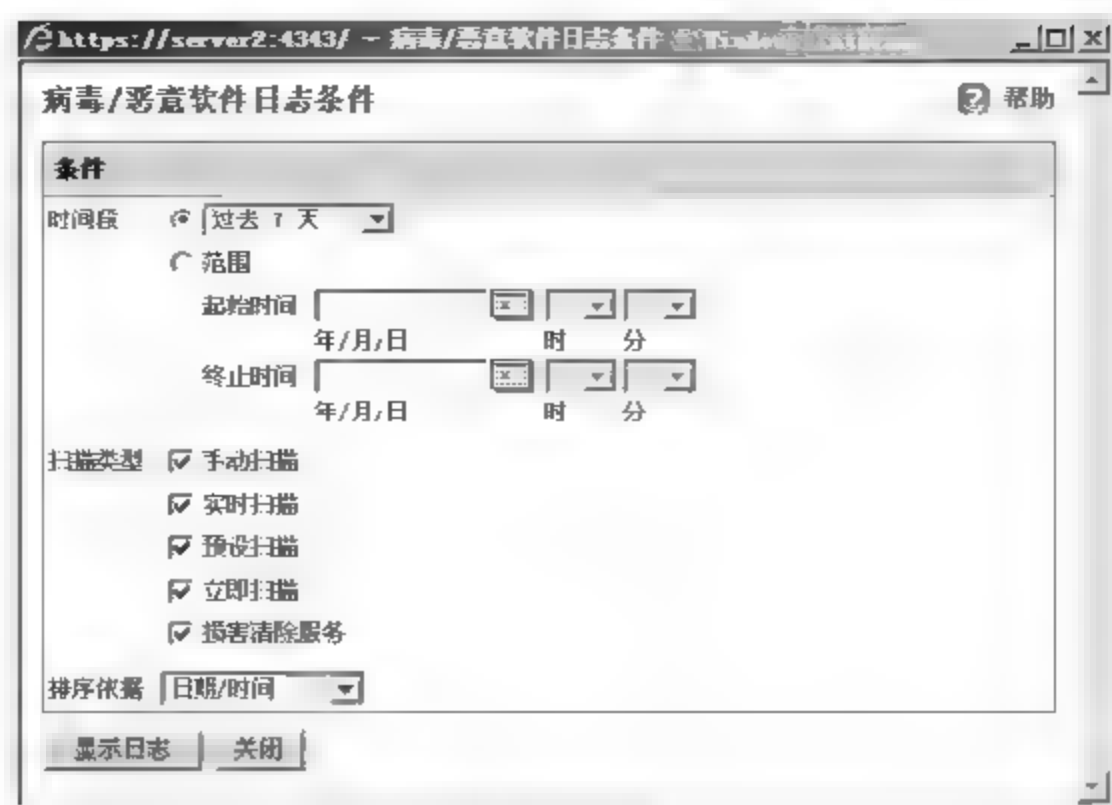 https://server2:4343/ - 病毒/恶意软件日志条件
病毒/恶意软件日志条件 帮助
条件
时间段 过去 7 天
范围
起始时间
年/月/日 时 分
终止时间
年/月/日 时 分
扫描类型 手动扫描
实时扫描
预设扫描
立即扫描
损害清除服务
排序依据 日期/时间
显示日志 关闭